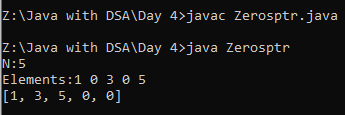 Z:\Java with DSA\Day 4>javac Zerosptr.java
Z:\Java with DSA\Day 4>java Zerosptr
N:5
Elements:1 0 3 0 5
[1, 3, 5, 0, 0]